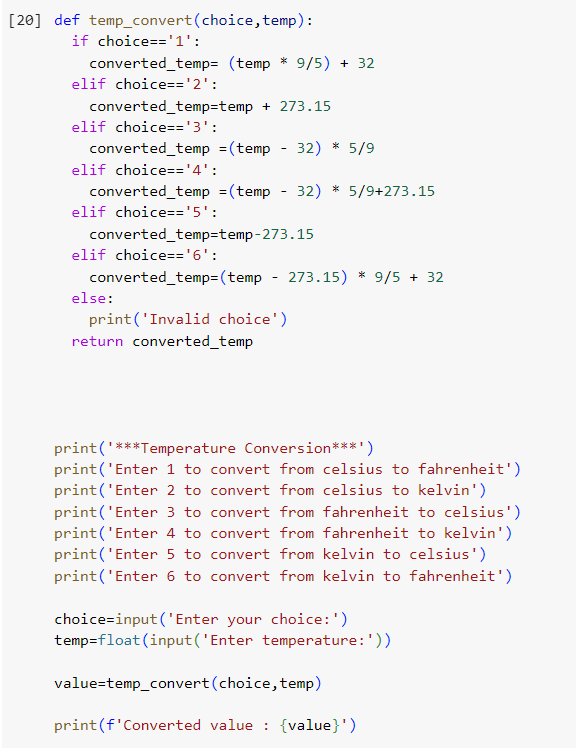 [20] def temp_convert(choice,temp):
  if choice=='1':
    converted_temp= (temp * 9/5) + 32
  elif choice=='2':
    converted_temp=temp + 273.15
  elif choice=='3':
    converted_temp =(temp - 32) * 5/9
  elif choice=='4':
    converted_temp =(temp - 32) * 5/9+273.15
  elif choice=='5':
    converted_temp=temp-273.15
  elif choice=='6':
    converted_temp=(temp - 273.15) * 9/5 + 32
  else:
    print('Invalid choice')
  return converted_temp
print('***Temperature Conversion***')
print('Enter 1 to convert from celsius to fahrenheit')
print('Enter 2 to convert from celsius to kelvin')
print('Enter 3 to convert from fahrenheit to celsius')
print('Enter 4 to convert from fahrenheit to kelvin')
print('Enter 5 to convert from kelvin to celsius')
print('Enter 6 to convert from kelvin to fahrenheit')
choice=input('Enter your choice:')
temp=float(input('Enter temperature:'))
value=temp_convert(choice,temp)
print(f'Converted value : {value}')